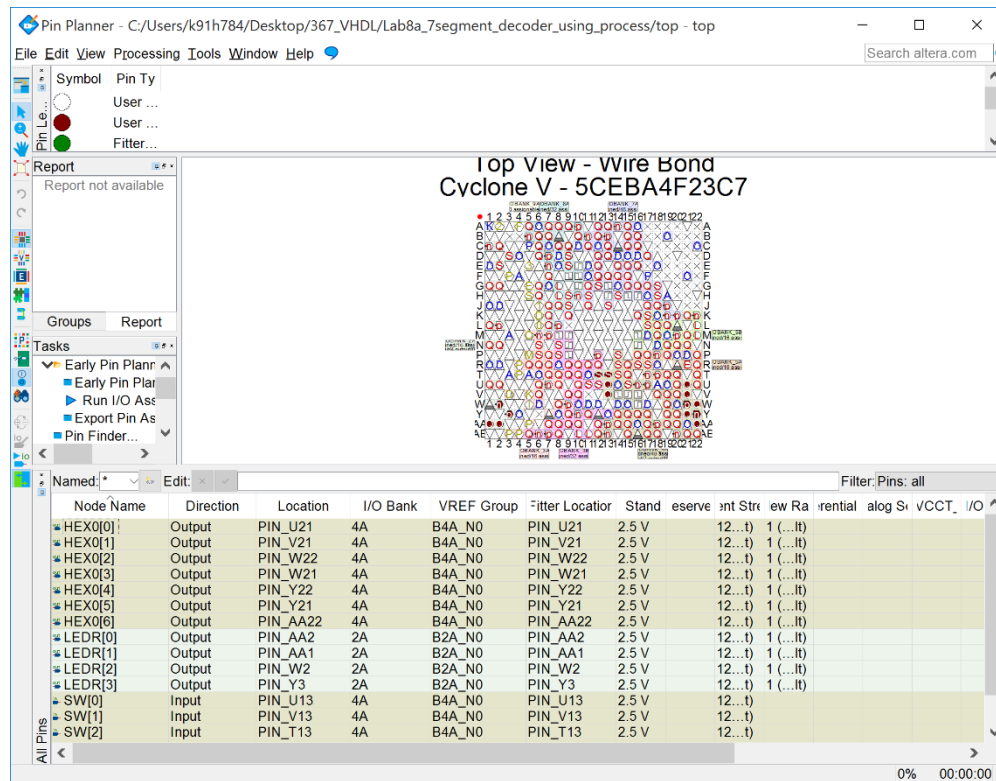 Pin Planner - C:/Users/k91h784/Desktop/367_VHDL/Lab8a_7segment_decoder_using_process/top - top
File Edit View Processing Tools Window Help
Search altera.com
Symbol Pin Ty
User ...
User ...
Fitter...
Pin Le...
Report
Report not available
Groups Report
Tasks
Early Pin Plann
Early Pin Plar
Run I/O Ass
Export Pin As
Pin Finder...
Top View - Wire Bond
Cyclone V - 5CEBA4F23C7
Named: * Edit: Filter: Pins: all
Node Name Direction Location I/O Bank VREF Group Fitter Location Stand eserve ent Stre lew Ra erential alog Se VCCT_ I/O
HEX0[0] Output PIN_U21 4A B4A_N0 PIN_U21 2.5 V 12...t) 1 (...lt)
HEX0[1] Output PIN_V21 4A B4A_N0 PIN_V21 2.5 V 12...t) 1 (...lt)
HEX0[2] Output PIN_W22 4A B4A_N0 PIN_W22 2.5 V 12...t) 1 (...lt)
HEX0[3] Output PIN_W21 4A B4A_N0 PIN_W21 2.5 V 12...t) 1 (...lt)
HEX0[4] Output PIN_Y22 4A B4A_N0 PIN_Y22 2.5 V 12...t) 1 (...lt)
HEX0[5] Output PIN_Y21 4A B4A_N0 PIN_Y21 2.5 V 12...t) 1 (...lt)
HEX0[6] Output PIN_AA22 4A B4A_N0 PIN_AA22 2.5 V 12...t) 1 (...lt)
LEDR[0] Output PIN_AA2 2A B2A_N0 PIN_AA2 2.5 V 12...t) 1 (...lt)
LEDR[1] Output PIN_AA1 2A B2A_N0 PIN_AA1 2.5 V 12...t) 1 (...lt)
LEDR[2] Output PIN_W2 2A B2A_N0 PIN_W2 2.5 V 12...t) 1 (...lt)
LEDR[3] Output PIN_Y3 2A B2A_N0 PIN_Y3 2.5 V 12...t) 1 (...lt)
SW[0] Input PIN_U13 4A B4A_N0 PIN_U13 2.5 V 12...t)
SW[1] Input PIN_V13 4A B4A_N0 PIN_V13 2.5 V 12...t)
SW[2] Input PIN_T13 4A B4A_N0 PIN_T13 2.5 V 12...t)
All Pins
0% 00:00:00